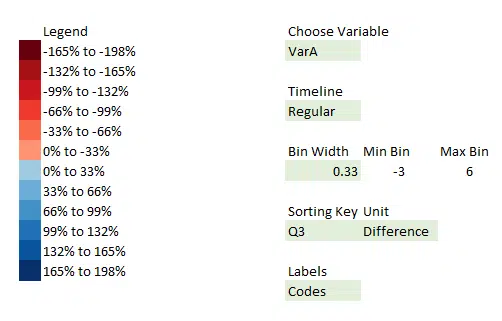 Legend
-165% to -198%
-132% to -165%
-99% to -132%
-66% to -99%
-33% to -66%
0% to -33%
0% to 33%
33% to 66%
66% to 99%
99% to 132%
132% to 165%
165% to 198%
Choose Variable
VarA
Timeline
Regular
Bin Width Min Bin Max Bin
0.33 -3 6
Sorting Key Unit
Q3 Difference
Labels
Codes